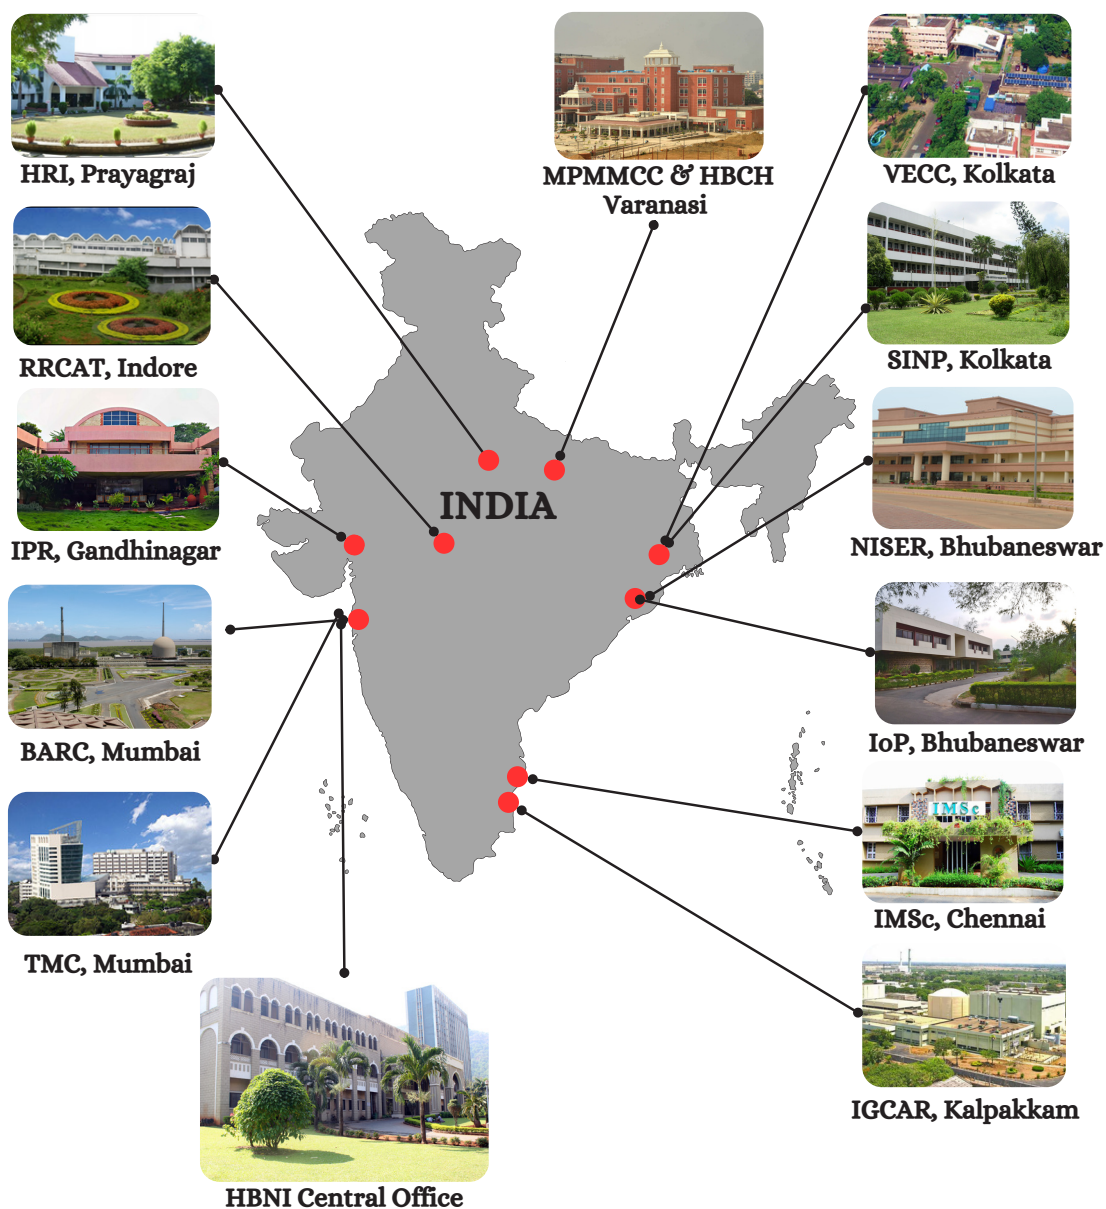 HRI, Prayagraj
MPMMCC & HBCH
Varanasi
VECC, Kolkata
RRCAT, Indore
SINP, Kolkata
INDIA
IPR, Gandhinagar
NISER, Bhubaneswar
BARC, Mumbai
IoP, Bhubaneswar
IMSc
IMSc, Chennai
TMC, Mumbai
IGCAR, Kalpakkam
HBNI Central Office